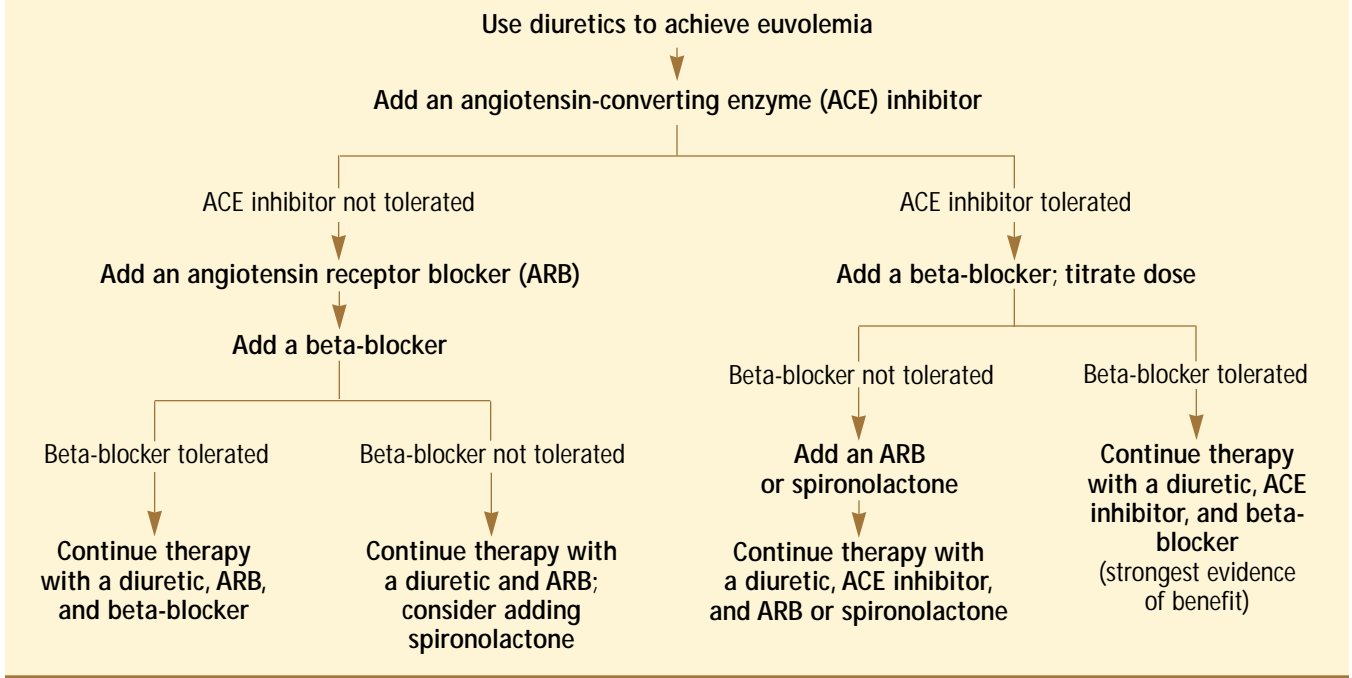 Use diuretics to achieve euvolemia
Add an angiotensin-converting enzyme (ACE) inhibitor
ACE inhibitor not tolerated
Add an angiotensin receptor blocker (ARB)
Add a beta-blocker
Beta-blocker tolerated
Continue therapy
with a diuretic, ARB,
and beta-blocker
Beta-blocker not tolerated
Continue therapy with
a diuretic and ARB;
consider adding
spironolactone
ACE inhibitor tolerated
Add a beta-blocker; titrate dose
Beta-blocker not tolerated
Add an ARB
or spironolactone
Continue therapy with
a diuretic, ACE inhibitor,
and ARB or spironolactone
Beta-blocker tolerated
Continue therapy
with a diuretic, ACE
inhibitor, and beta-
blocker
(strongest evidence
of benefit)